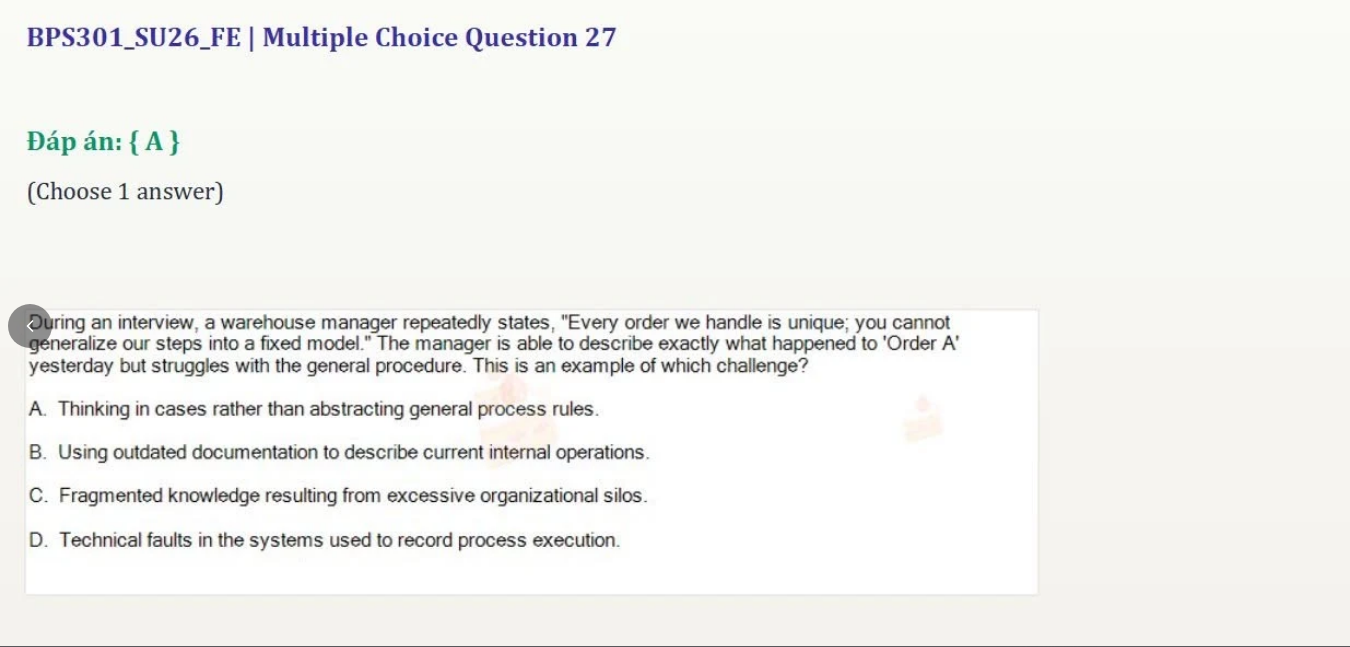 BPS301_SU26_FE | Multiple Choice Question 27
Đáp án: { A }
(Choose 1 answer)
During an interview, a warehouse manager repeatedly states, "Every order we handle is unique; you cannot
generalize our steps into a fixed model." The manager is able to describe exactly what happened to 'Order A'
yesterday but struggles with the general procedure. This is an example of which challenge?
A. Thinking in cases rather than abstracting general process rules.
B. Using outdated documentation to describe current internal operations.
C. Fragmented knowledge resulting from excessive organizational silos.
D. Technical faults in the systems used to record process execution.